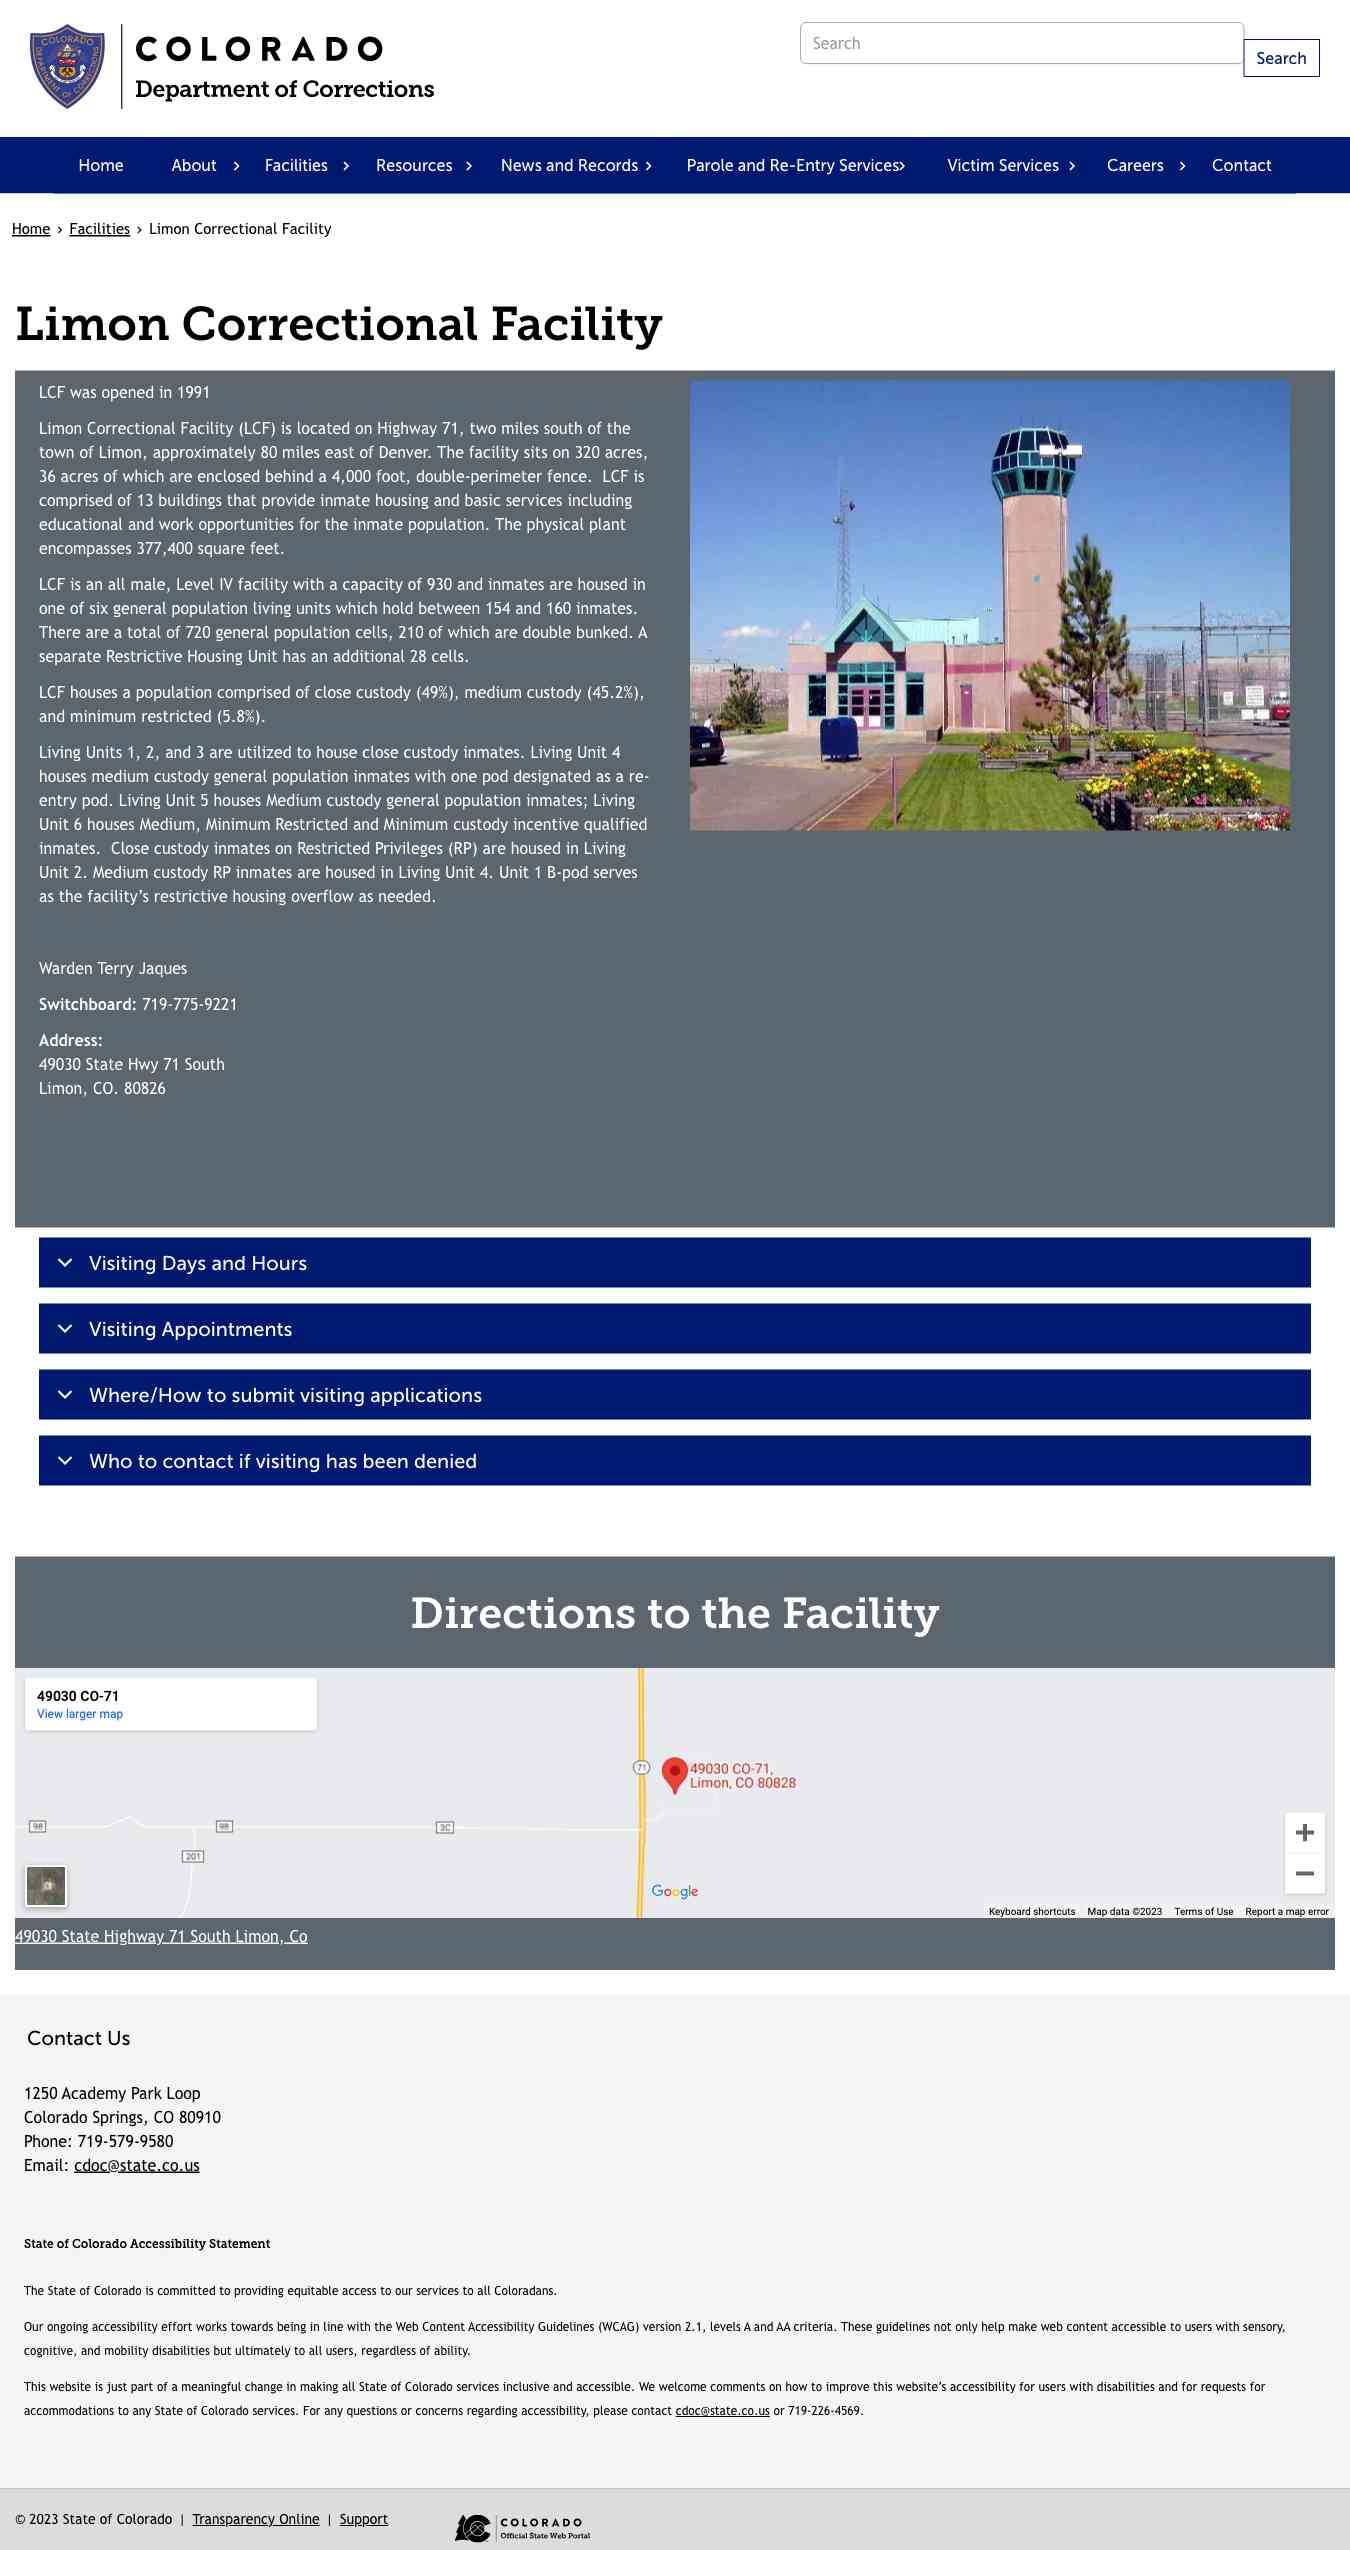 COLORADO
Department of Corrections
Search
Search
Home
About
Facilities
Resources
News and Records
Parole and Re-Entry Services
Victim Services
Careers
Contact
Home › Facilities › Limon Correctional Facility
Limon Correctional Facility
LCF was opened in 1991
Limon Correctional Facility (LCF) is located on Highway 71, two miles south of the
town of Limon, approximately 80 miles east of Denver. The facility sits on 320 acres,
36 acres of which are enclosed behind a 4,000 foot, double-perimeter fence.  LCF is
comprised of 13 buildings that provide inmate housing and basic services including
educational and work opportunities for the inmate population. The physical plant
encompasses 377,400 square feet.
LCF is an all male, Level IV facility with a capacity of 930 and inmates are housed in
one of six general population living units which hold between 154 and 160 inmates.
There are a total of 720 general population cells, 210 of which are double bunked. A
separate Restrictive Housing Unit has an additional 28 cells.
LCF houses a population comprised of close custody (49%), medium custody (45.2%),
and minimum restricted (5.8%).
Living Units 1, 2, and 3 are utilized to house close custody inmates. Living Unit 4
houses medium custody general population inmates with one pod designated as a re-
entry pod. Living Unit 5 houses Medium custody general population inmates; Living
Unit 6 houses Medium, Minimum Restricted and Minimum custody incentive qualified
inmates.  Close custody inmates on Restricted Privileges (RP) are housed in Living
Unit 2. Medium custody RP inmates are housed in Living Unit 4. Unit 1 B-pod serves
as the facility’s restrictive housing overflow as needed.
Warden Terry Jaques
Switchboard: 719-775-9221
Address:
49030 State Hwy 71 South
Limon, CO. 80826
Visiting Days and Hours
Visiting Appointments
Where/How to submit visiting applications
Who to contact if visiting has been denied
Directions to the Facility
49030 CO-71
View larger map
71
49030 CO-71,
Limon, CO 80828
98
98
3C
201
Google
Keyboard shortcuts
Map data ©2023
Terms of Use
Report a map error
49030 State Highway 71 South Limon, Co
Contact Us
1250 Academy Park Loop
Colorado Springs, CO 80910
Phone: 719-579-9580
Email: cdoc@state.co.us
State of Colorado Accessibility Statement
The State of Colorado is committed to providing equitable access to our services to all Coloradans.
Our ongoing accessibility effort works towards being in line with the Web Content Accessibility Guidelines (WCAG) version 2.1, levels A and AA criteria. These guidelines not only help make web content accessible to users with sensory,
cognitive, and mobility disabilities but ultimately to all users, regardless of ability.
This website is just part of a meaningful change in making all State of Colorado services inclusive and accessible. We welcome comments on how to improve this website’s accessibility for users with disabilities and for requests for
accommodations to any State of Colorado services. For any questions or concerns regarding accessibility, please contact cdoc@state.co.us or 719-226-4569.
© 2023 State of Colorado | Transparency Online | Support
COLORADO
Official State Web Portal